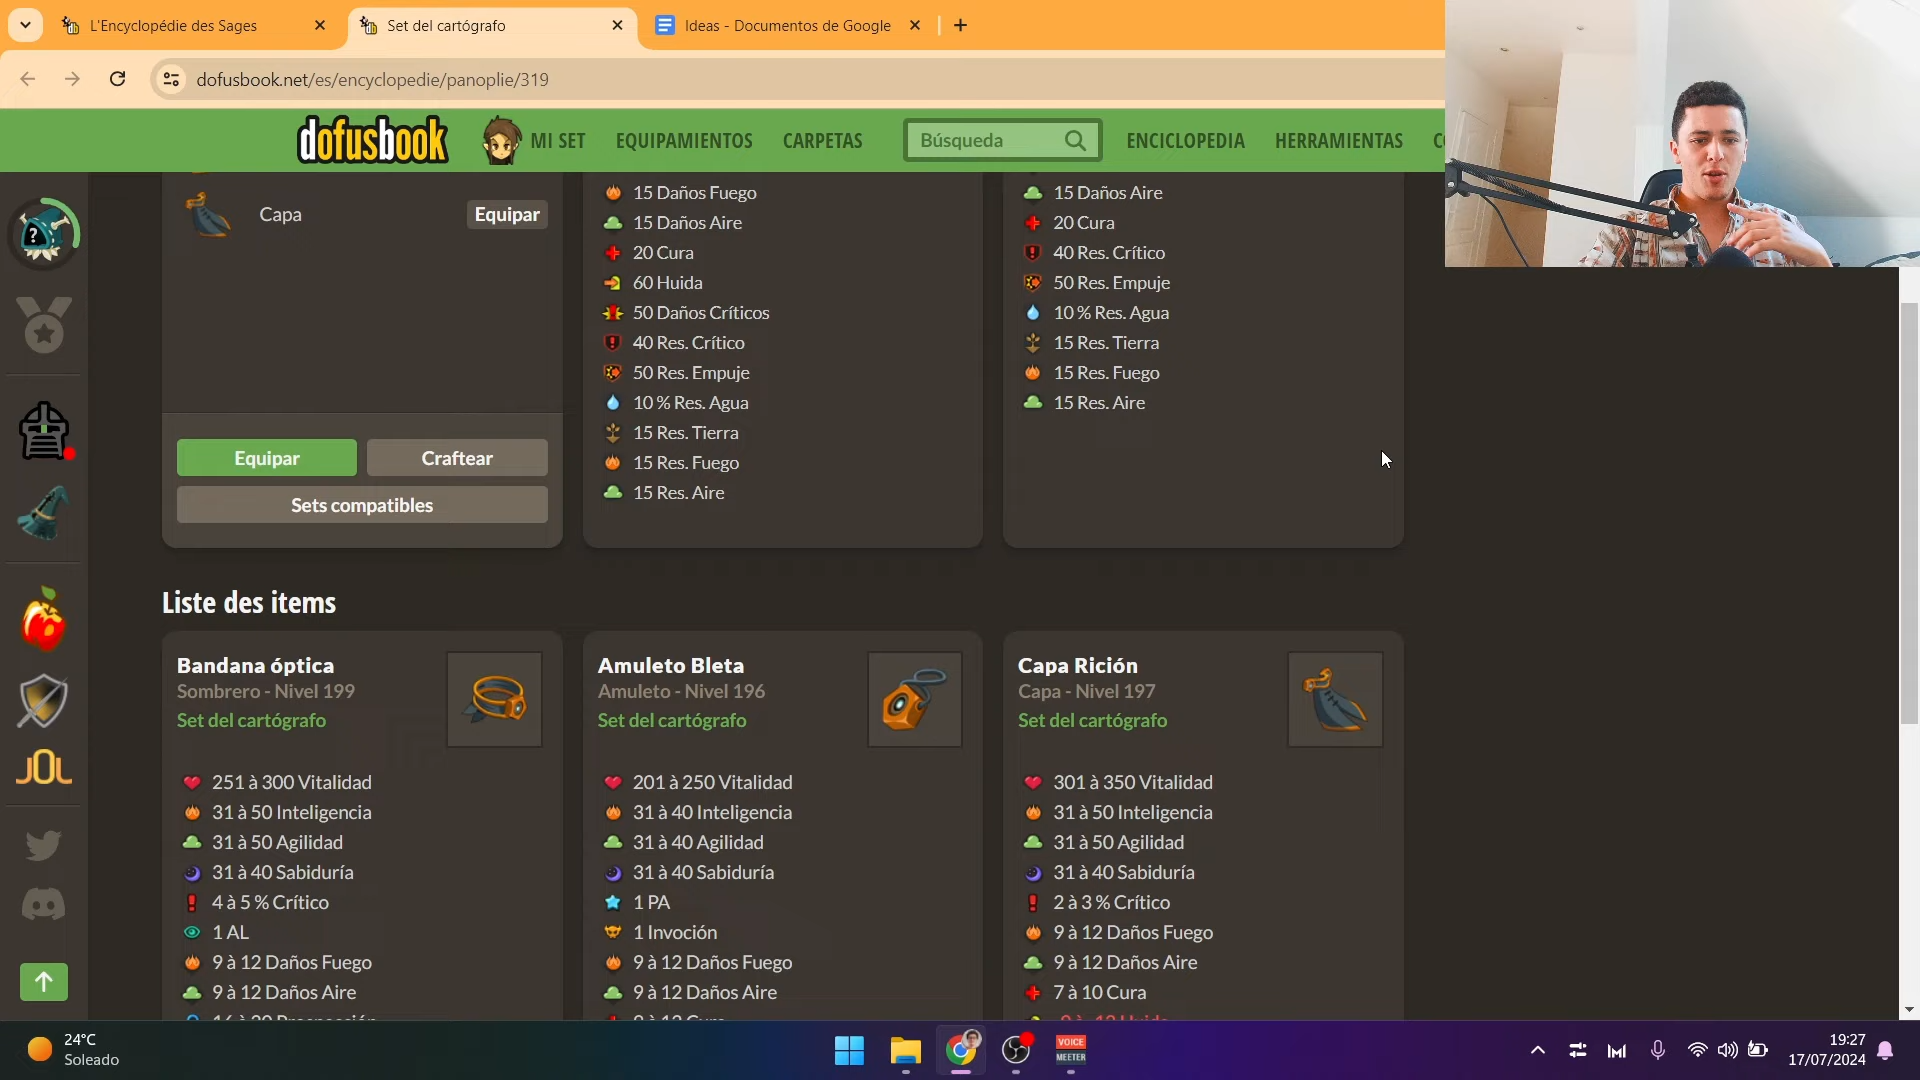 L'Encyclopédie des Sages
Set del cartógrafo
Ideas - Documentos de Google
dofusbook.net/es/encyclopedie/panoplie/319
dofusbook
MI SET
EQUIPAMIENTOS
CARPETAS
Búsqueda
ENCICLOPEDIA
HERRAMIENTAS
Capa
Equipar
Equipar
Craftear
Sets compatibles
15 Daños Fuego
15 Daños Aire
20 Cura
60 Huida
50 Daños Críticos
40 Res. Crítico
50 Res. Empuje
10 % Res. Agua
15 Res. Tierra
15 Res. Fuego
15 Res. Aire
15 Daños Aire
20 Cura
40 Res. Crítico
50 Res. Empuje
10 % Res. Agua
15 Res. Tierra
15 Res. Fuego
15 Res. Aire
JOL
Liste des items
Bandana óptica
Sombrero - Nivel 199
Set del cartógrafo
251 à 300 Vitalidad
31 à 50 Inteligencia
31 à 50 Agilidad
31 à 40 Sabiduría
4 à 5 % Crítico
1 AL
9 à 12 Daños Fuego
9 à 12 Daños Aire
Amuleto Bleta
Amuleto - Nivel 196
Set del cartógrafo
201 à 250 Vitalidad
31 à 40 Inteligencia
31 à 40 Agilidad
31 à 40 Sabiduría
1 PA
1 Invoción
9 à 12 Daños Fuego
9 à 12 Daños Aire
Capa Rición
Capa - Nivel 197
Set del cartógrafo
301 à 350 Vitalidad
31 à 50 Inteligencia
31 à 50 Agilidad
31 à 40 Sabiduría
2 à 3 % Crítico
9 à 12 Daños Fuego
9 à 12 Daños Aire
7 à 10 Cura
24°C
Soleado
VOICE
MEETER
19:27
17/07/2024